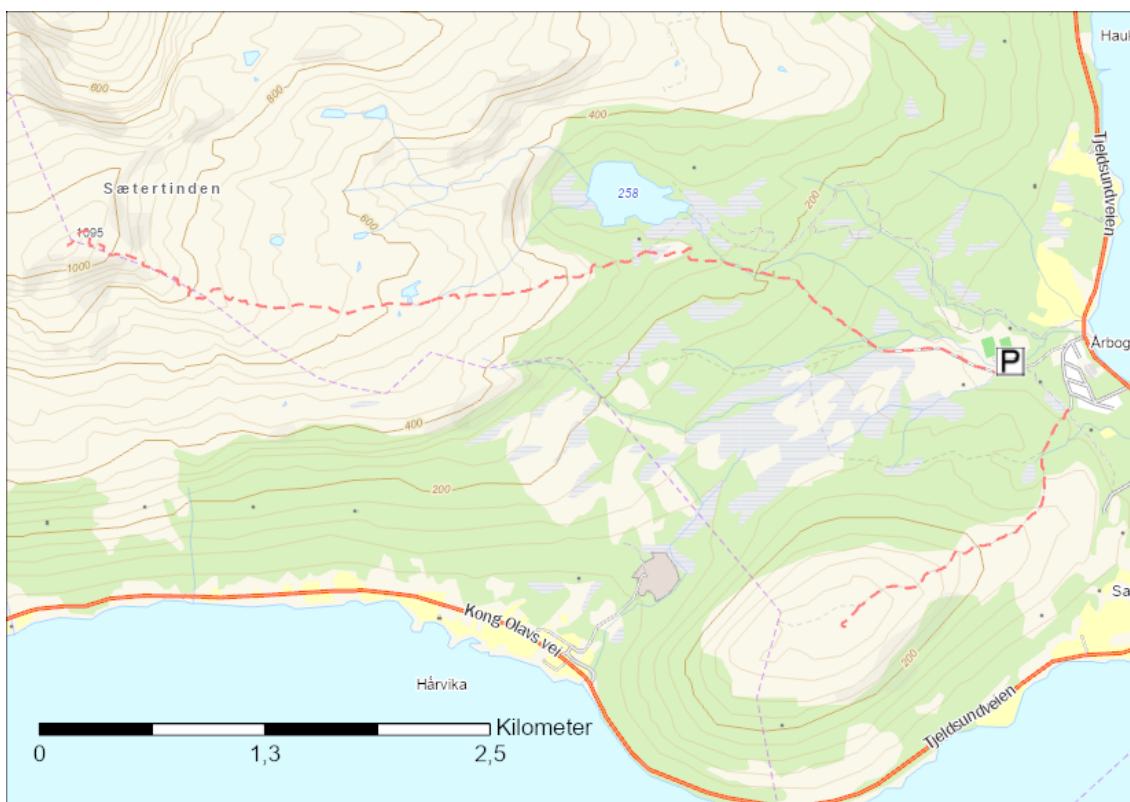 Hauk
600
800
400
Tjeldsundveien
Sætertinden
258
200
1095
600
1000
Årbog
P
400
200
Kong Olavs vei
Sa
200
Hårvika
Tjeldsundveien
Kilometer
0 1,3 2,5